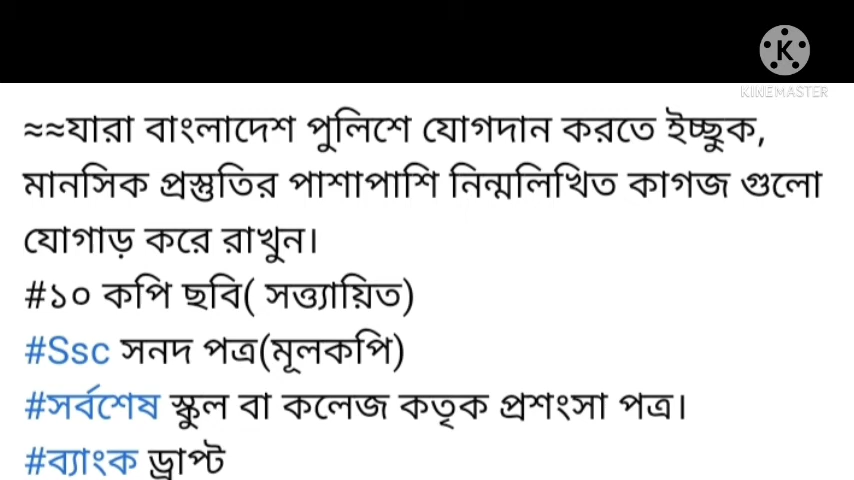 KINEMASTER
≈≈যারা বাংলাদেশ পুলিশে যোগদান করতে ইচ্ছুক,
মানসিক প্রস্তুতির পাশাপাশি নিন্মলিখিত কাগজ গুলো
যোগাড় করে রাখুন।
#১০ কপি ছবি( সত্ত্যায়িত)
#Ssc সনদ পত্র(মূলকপি)
#সর্বশেষ স্কুল বা কলেজ কতৃক প্রশংসা পত্র।
#ব্যাংক ড্রাপ্ট